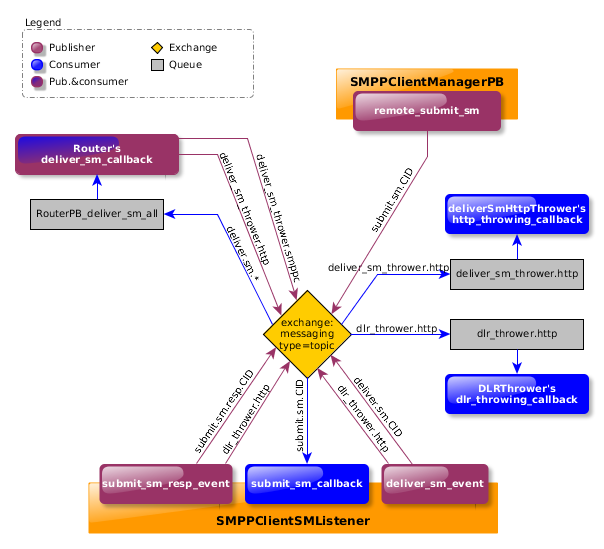 Legend
Publisher
Exchange
Consumer
Queue
Pub.&consumer
SMPPClientManagerPB
remote_submit_sm
Router's
deliver_sm_callback
deliver_sm_thrower.http
deliver_sm_thrower.smppc
submit.sm.CID
RouterPB_deliver_sm_all
deliver.sm.*
deliverSmHttpThrower's
http_throwing_callback
deliver_sm_thrower.http
deliver_sm_thrower.http
exchange:
messaging
type=topic
dlr_thrower.http
dlr_thrower.http
DLRThrower's
dlr_throwing_callback
submit.sm.resp.CID
dlr_thrower.http
submit.sm.CID
dlr_thrower.http
deliver.sm.CID
submit_sm_resp_event
submit_sm_callback
deliver_sm_event
SMPPClientSMListener